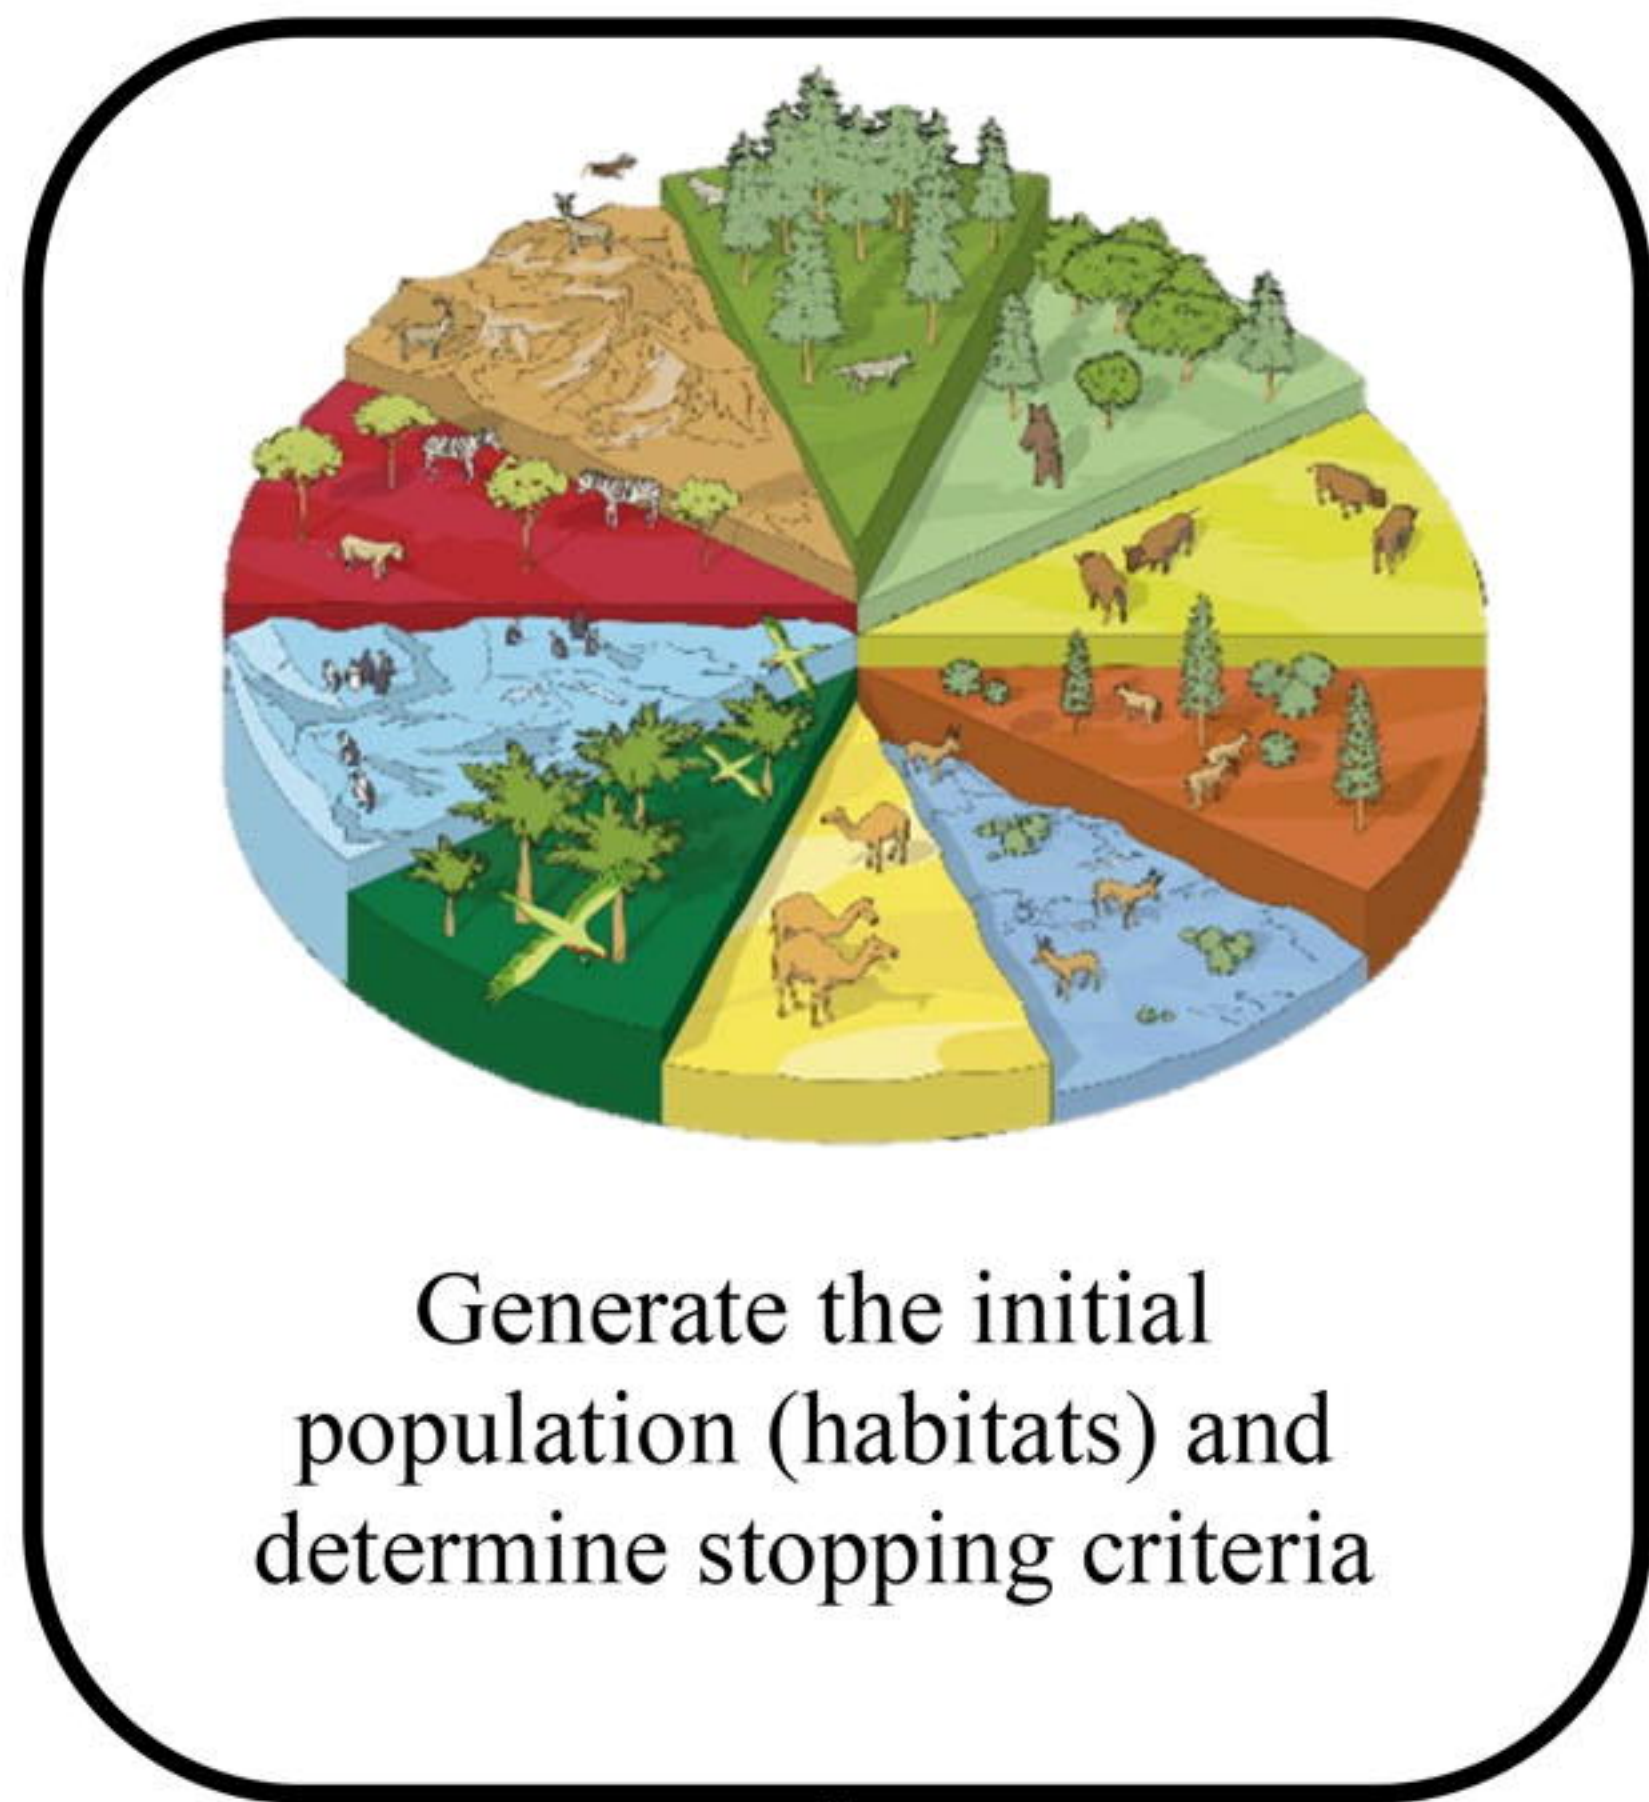 Generate the initial
population (habitats) and
determine stopping criteria